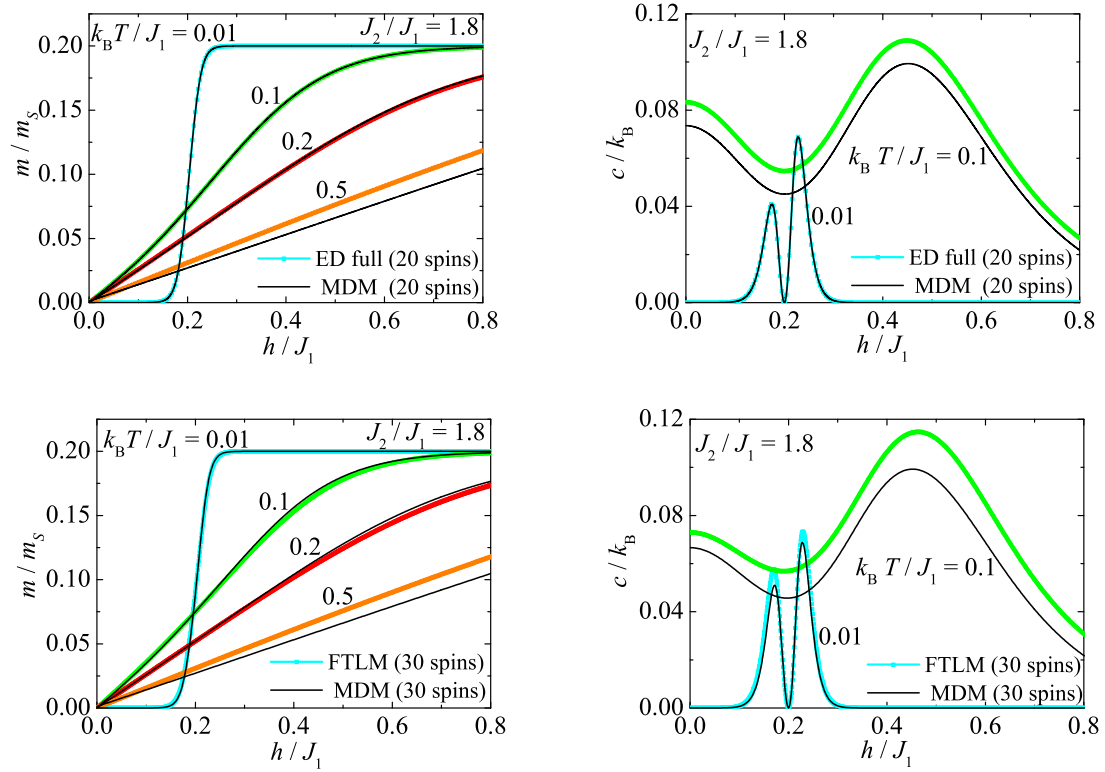 k_B T / J_1 = 0.01
J_2 / J_1 = 1.8
0.1
0.2
0.5
ED full (20 spins)
MDM (20 spins)
0.20
0.15
0.10
0.05
0.00
m / m_S
0.0 0.2 0.4 0.6 0.8
h / J_1
J_2 / J_1 = 1.8
k_B T / J_1 = 0.1
0.01
ED full (20 spins)
MDM (20 spins)
0.12
0.08
0.04
0.00
c / k_B
0.0 0.2 0.4 0.6 0.8
h / J_1
k_B T / J_1 = 0.01
J_2 / J_1 = 1.8
0.1
0.2
0.5
FTLM (30 spins)
MDM (30 spins)
0.20
0.15
0.10
0.05
0.00
m / m_S
0.0 0.2 0.4 0.6 0.8
h / J_1
J_2 / J_1 = 1.8
k_B T / J_1 = 0.1
0.01
FTLM (30 spins)
MDM (30 spins)
0.12
0.08
0.04
0.00
c / k_B
0.0 0.2 0.4 0.6 0.8
h / J_1